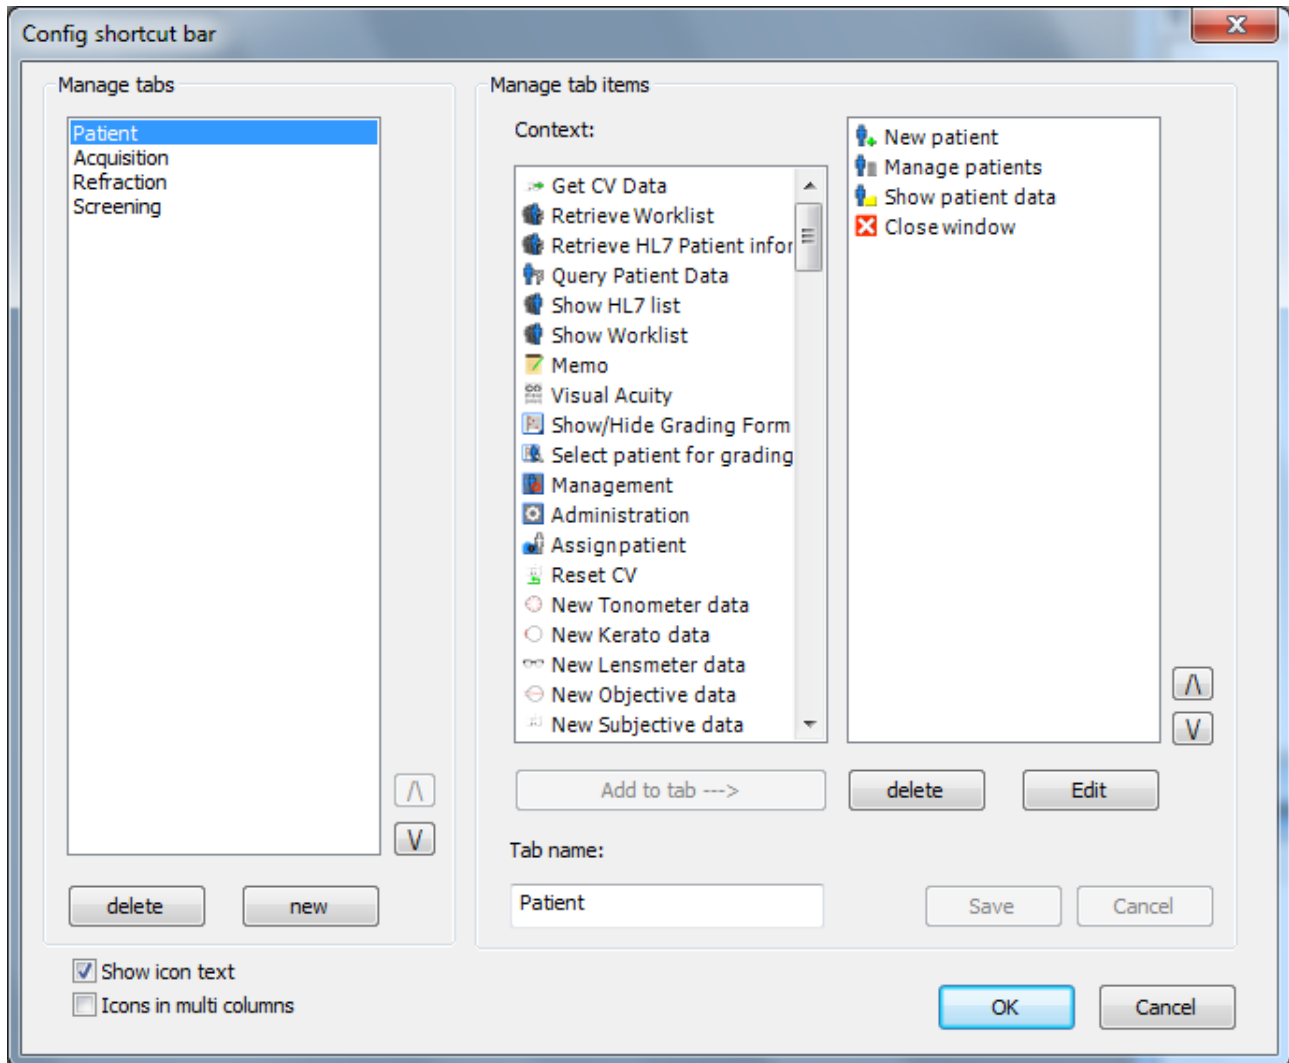 Config shortcut bar
Manage tabs
Patient
Acquisition
Refraction
Screening
delete
new
Show icon text
Icons in multi columns
Manage tab items
Context:
Get CV Data
Retrieve Worklist
Retrieve HL7 Patient infor
Query Patient Data
Show HL7 list
Show Worklist
Memo
Visual Acuity
Show/Hide Grading Form
Select patient for grading
Management
Administration
Assign patient
Reset CV
New Tonometer data
New Kerato data
New Lensmeter data
New Objective data
New Subjective data
New patient
Manage patients
Show patient data
Close window
Add to tab --->
delete
Edit
Tab name:
Patient
Save
Cancel
OK
Cancel